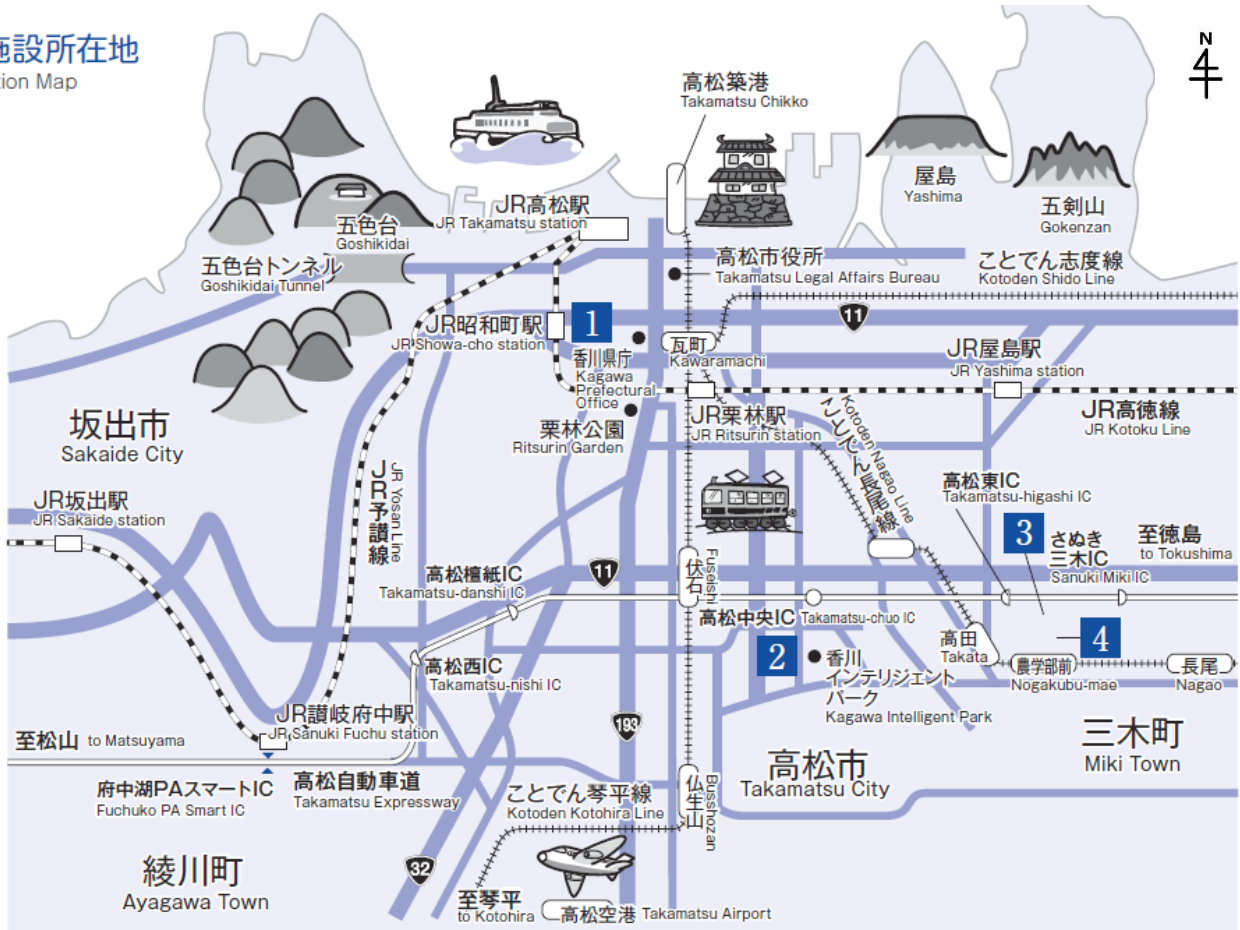 施設所在地
tion Map
N
高松築港
Takamatsu Chikko
屋島
Yashima
五剣山
Gokenzan
JR高松駅
JR Takamatsu station
五色台
Goshikidai
五色台トンネル
Goshikidai Tunnel
高松市役所
Takamatsu Legal Affairs Bureau
ことでん志度線
Kotoden Shido Line
11
JR昭和町駅
JR Showa-cho station
1
香川県庁
Kagawa
Prefectural
Office
瓦町
Kawaramachi
JR屋島駅
JR Yashima station
栗林公園
Ritsurin Garden
JR栗林駅
JR Ritsurin station
JR高徳線
JR Kotoku Line
坂出市
Sakaide City
JR予讃線
JR Yosan Line
ことでん長尾線
Kotoden Nagao Line
JR坂出駅
JR Sakaide station
高松東IC
Takamatsu-higashi IC
3
さぬき
三木IC
Sanuki Miki IC
至徳島
to Tokushima
高松檀紙IC
Takamatsu-danshi IC
11
伏石
Fuseishi
高松中央IC Takamatsu-chuo IC
2
香川
インテリジェント
パーク
Kagawa Intelligent Park
高田
Takata
4
農学部前
Nogakubu-mae
長尾
Nagao
高松西IC
Takamatsu-nishi IC
JR讃岐府中駅
JR Sanuki Fuchu station
193
至松山 to Matsuyama
三木町
Miki Town
高松市
Takamatsu City
府中湖PAスマートIC
Fuchuko PA Smart IC
高松自動車道
Takamatsu Expressway
ことでん琴平線
Kotoden Kotohira Line
仏生山
Busshozan
綾川町
Ayagawa Town
32
至琴平
to Kotohira
高松空港 Takamatsu Airport